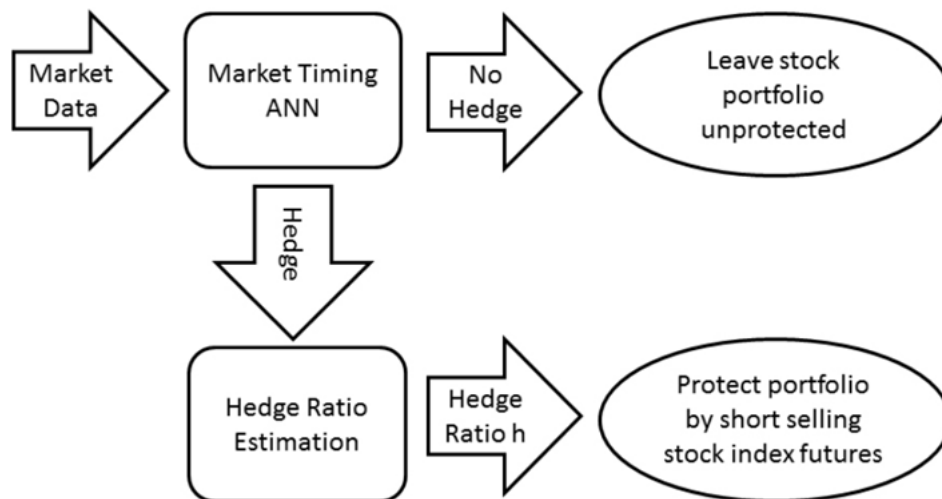 Market
Data
Market Timing
ANN
No
Hedge
Leave stock
portfolio
unprotected
Hedge
Hedge Ratio
Estimation
Hedge
Ratio h
Protect portfolio
by short selling
stock index futures